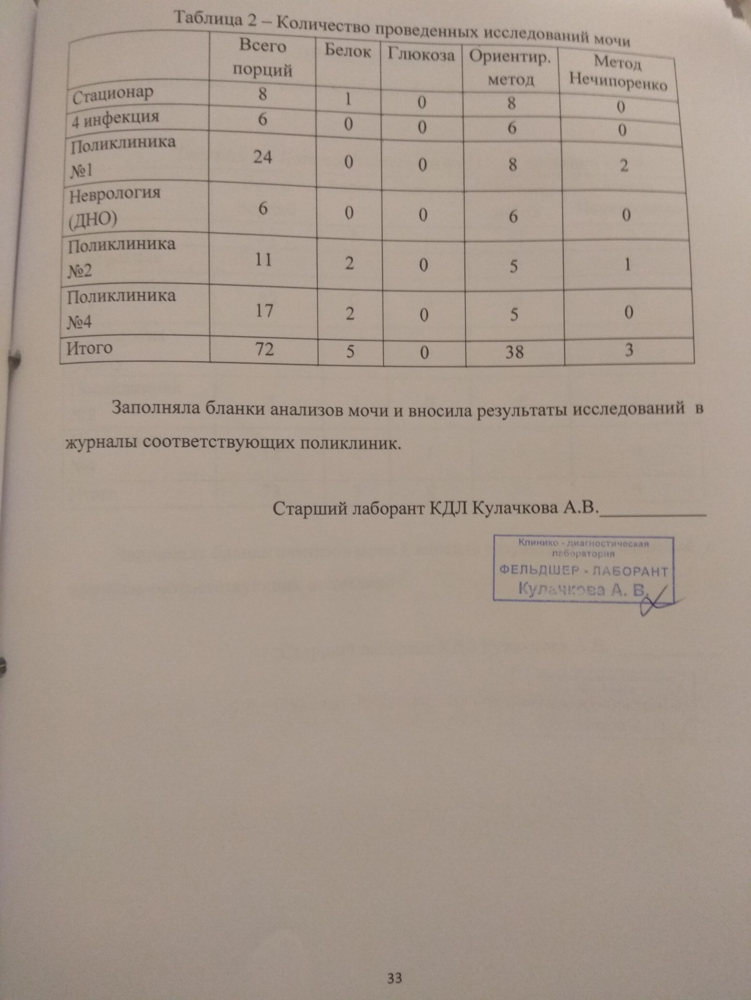 Таблица 2 – Количество проведенных исследований мочи
Всего порций Белок Глюкоза Ориентир. метод Метод Нечипоренко
Стационар 8 1 0 8 0
4 инфекция 6 0 0 6 0
Поликлиника №1 24 0 0 8 2
Неврология (ДНО) 6 0 0 6 0
Поликлиника №2 11 2 0 5 1
Поликлиника №4 17 2 0 5 0
Итого 72 5 0 38 3
Заполняла бланки анализов мочи и вносила результаты исследований в
журналы соответствующих поликлиник.
Старший лаборант КДЛ Кулачкова А.В.____________
Клинико - диагностическая
лаборатория
ФЕЛЬДШЕР - ЛАБОРАНТ
Кулачкова А. В.
33